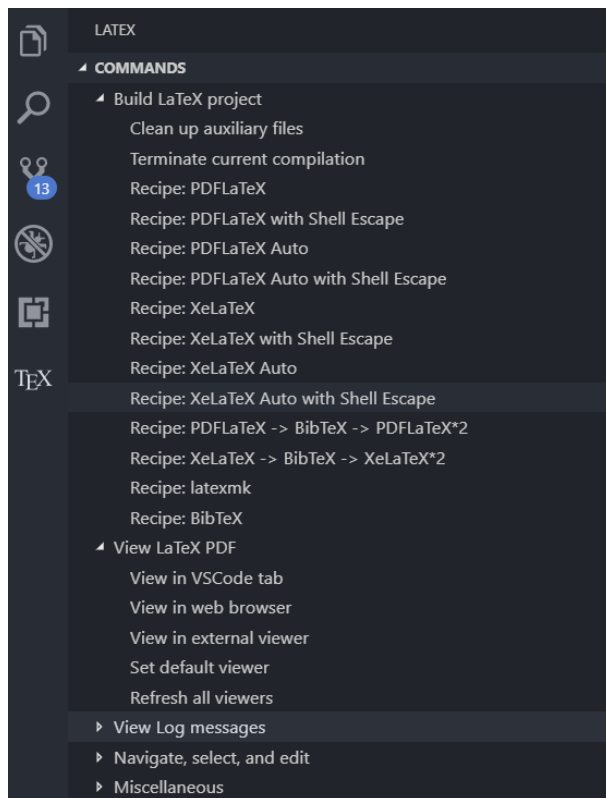 LATEX
COMMANDS
Build LaTeX project
Clean up auxiliary files
Terminate current compilation
Recipe: PDFLaTeX
Recipe: PDFLaTeX with Shell Escape
Recipe: PDFLaTeX Auto
Recipe: PDFLaTeX Auto with Shell Escape
Recipe: XeLaTeX
Recipe: XeLaTeX with Shell Escape
Recipe: XeLaTeX Auto
Recipe: XeLaTeX Auto with Shell Escape
Recipe: PDFLaTeX -> BibTeX -> PDFLaTeX*2
Recipe: XeLaTeX -> BibTeX -> XeLaTeX*2
Recipe: latexmk
Recipe: BibTeX
View LaTeX PDF
View in VSCode tab
View in web browser
View in external viewer
Set default viewer
Refresh all viewers
View Log messages
Navigate, select, and edit
Miscellaneous
13
TEX